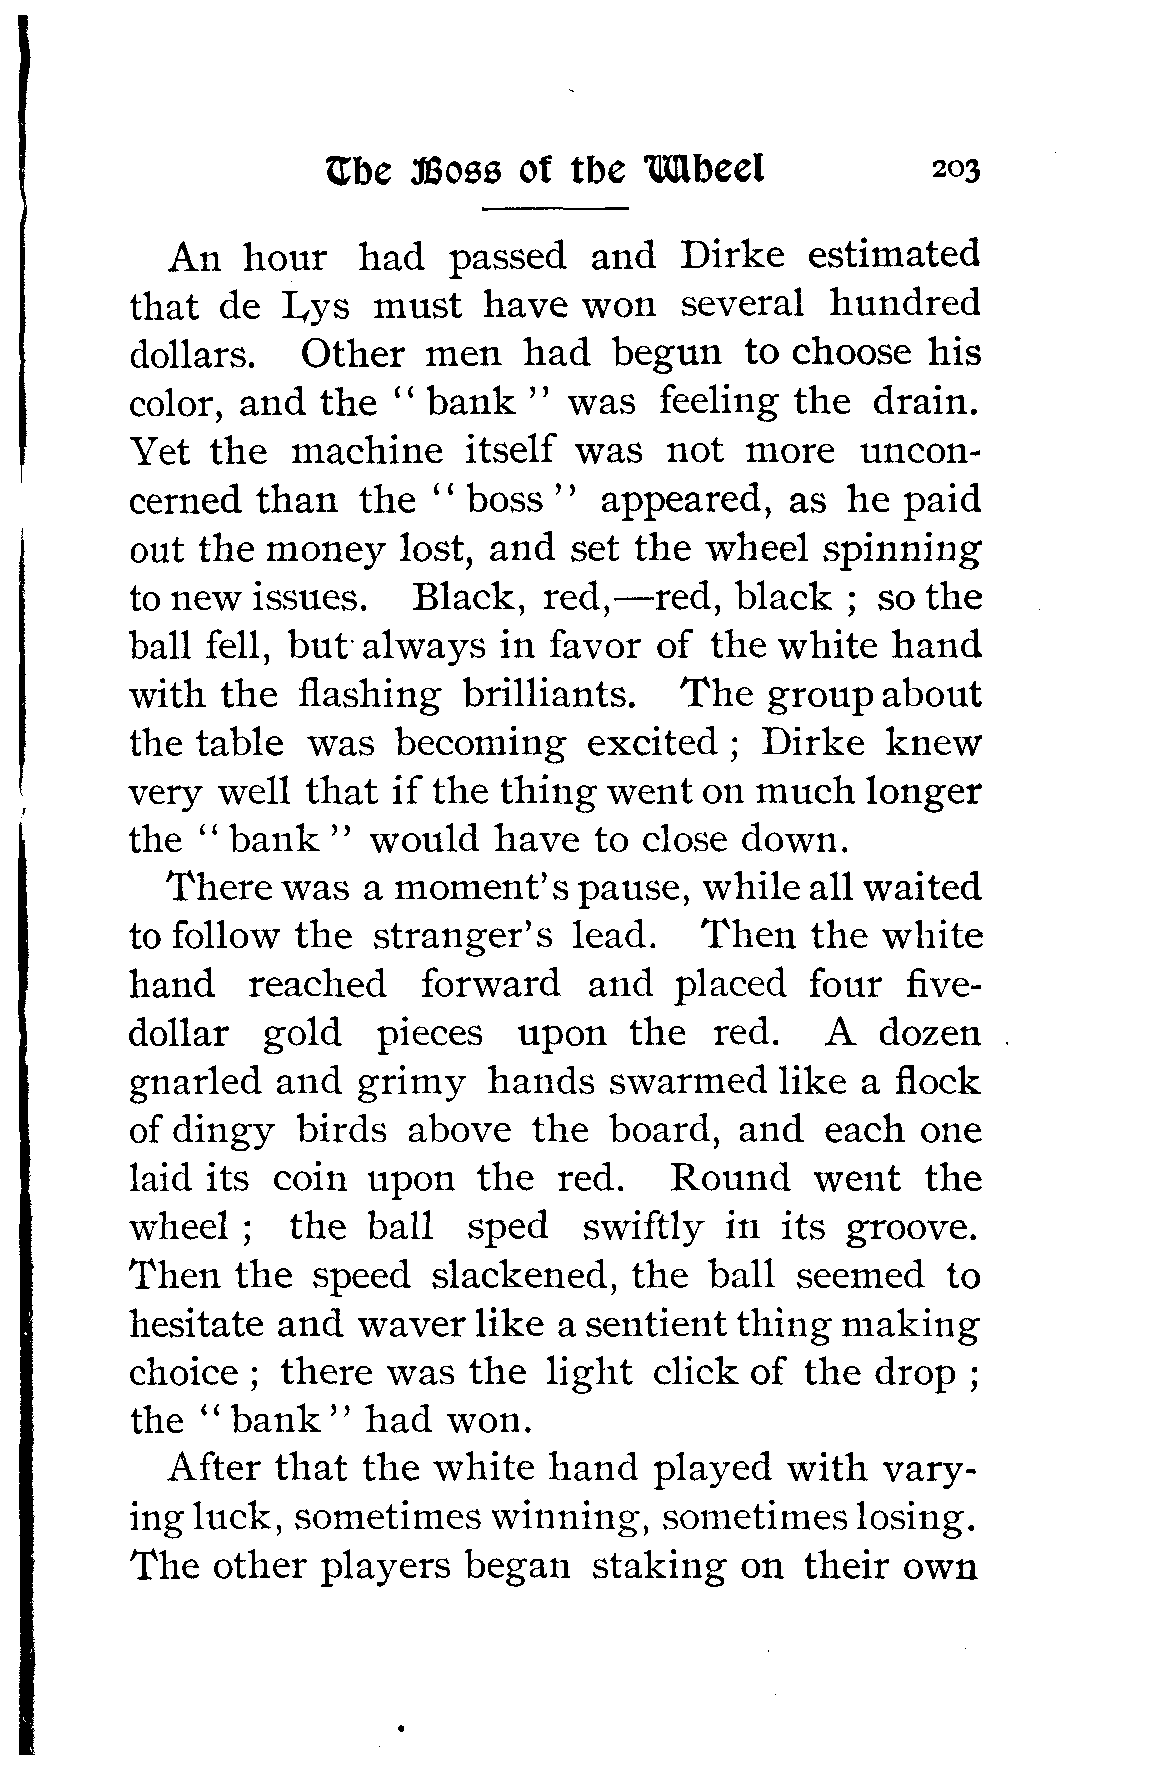 The Boss of the Wheel 203
An hour had passed and Dirke estimated
that de Lys must have won several hundred
dollars. Other men had begun to choose his
color, and the “ bank ” was feeling the drain.
Yet the machine itself was not more uncon-
cerned than the “ boss ” appeared, as he paid
out the money lost, and set the wheel spinning
to new issues. Black, red,—red, black ; so the
ball fell, but always in favor of the white hand
with the flashing brilliants. The group about
the table was becoming excited ; Dirke knew
very well that if the thing went on much longer
the “ bank ” would have to close down.
There was a moment’s pause, while all waited
to follow the stranger’s lead. Then the white
hand reached forward and placed four five-
dollar gold pieces upon the red. A dozen
gnarled and grimy hands swarmed like a flock
of dingy birds above the board, and each one
laid its coin upon the red. Round went the
wheel ; the ball sped swiftly in its groove.
Then the speed slackened, the ball seemed to
hesitate and waver like a sentient thing making
choice ; there was the light click of the drop ;
the “ bank ” had won.
After that the white hand played with vary-
ing luck, sometimes winning, sometimes losing.
The other players began staking on their own